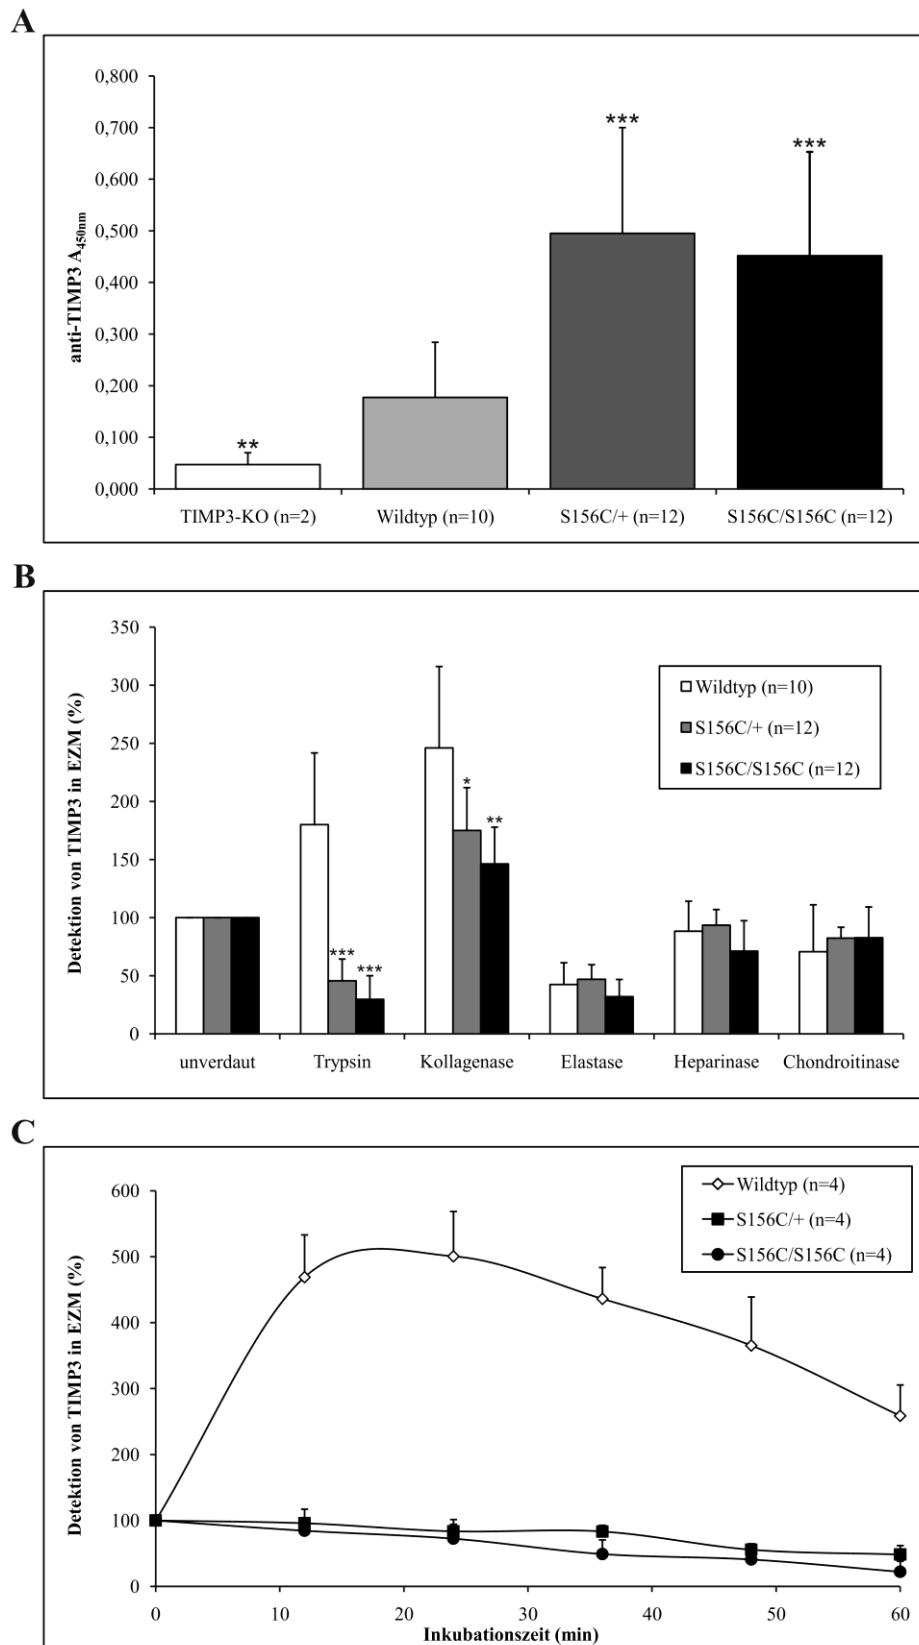 A
0,800
0,700
0,600
0,500
0,400
0,300
0,200
0,100
0,000
anti-TIMP3 A450nm
**
***
***
TIMP3-KO (n=2)
Wildtyp (n=10)
S156C/+ (n=12)
S156C/S156C (n=12)
B
350
300
250
200
150
100
50
0
Detektion von TIMP3 in EZM (%)
Wildtyp (n=10)
S156C/+ (n=12)
S156C/S156C (n=12)
***
***
*
**
unverdaut
Trypsin
Kollagenase
Elastase
Heparinase
Chondroitinase
C
600
500
400
300
200
100
0
Detektion von TIMP3 in EZM (%)
Wildtyp (n=4)
S156C/+ (n=4)
S156C/S156C (n=4)
0
10
20
30
40
50
60
Inkubationszeit (min)